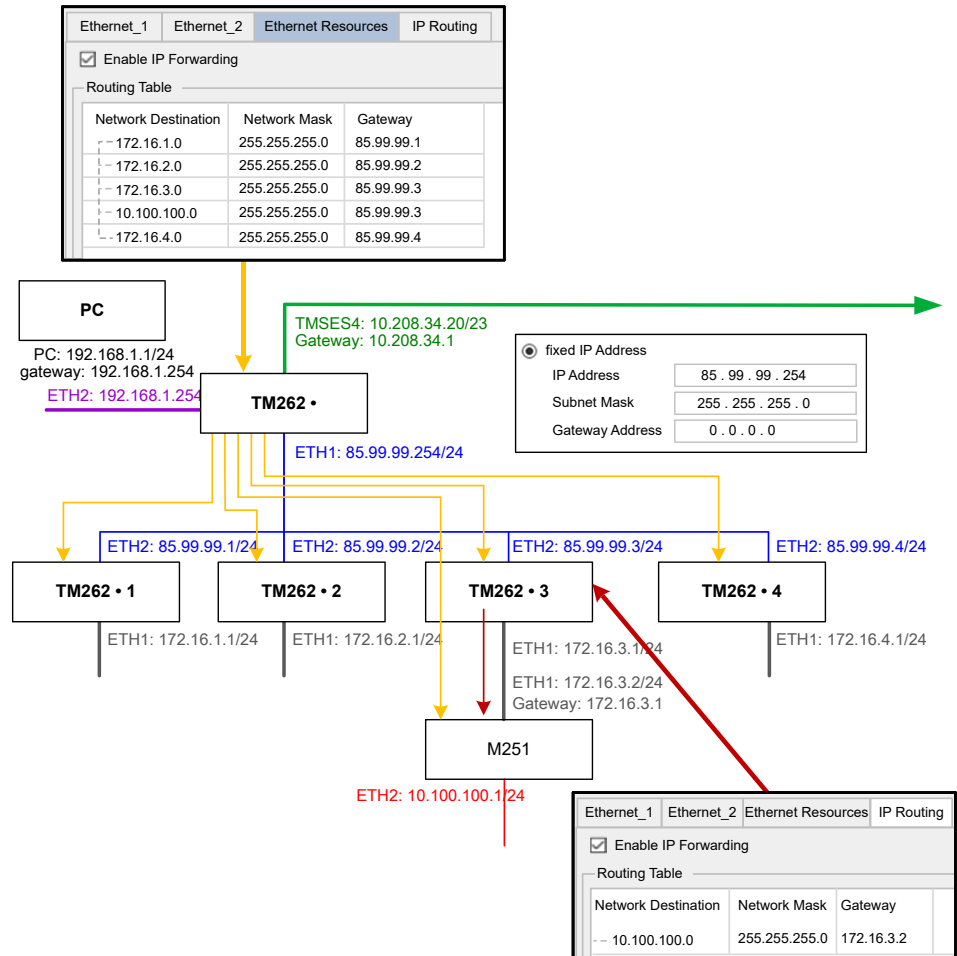 Ethernet_1 Ethernet_2 Ethernet Resources IP Routing
Enable IP Forwarding
Routing Table
Network Destination Network Mask Gateway
172.16.1.0 255.255.255.0 85.99.99.1
172.16.2.0 255.255.255.0 85.99.99.2
172.16.3.0 255.255.255.0 85.99.99.3
10.100.100.0 255.255.255.0 85.99.99.3
172.16.4.0 255.255.255.0 85.99.99.4
PC
PC: 192.168.1.1/24
gateway: 192.168.1.254
ETH2: 192.168.1.254
TMSES4: 10.208.34.20/23
Gateway: 10.208.34.1
TM262 •
ETH1: 85.99.99.254/24
fixed IP Address
IP Address 85 . 99 . 99 . 254
Subnet Mask 255 . 255 . 255 . 0
Gateway Address 0 . 0 . 0 . 0
ETH2: 85.99.99.1/24 ETH2: 85.99.99.2/24 ETH2: 85.99.99.3/24 ETH2: 85.99.99.4/24
TM262 • 1 TM262 • 2 TM262 • 3 TM262 • 4
ETH1: 172.16.1.1/24 ETH1: 172.16.2.1/24 ETH1: 172.16.3.1/24 ETH1: 172.16.4.1/24
ETH1: 172.16.3.2/24
Gateway: 172.16.3.1
M251
ETH2: 10.100.100.1/24
Ethernet_1 Ethernet_2 Ethernet Resources IP Routing
Enable IP Forwarding
Routing Table
Network Destination Network Mask Gateway
10.100.100.0 255.255.255.0 172.16.3.2